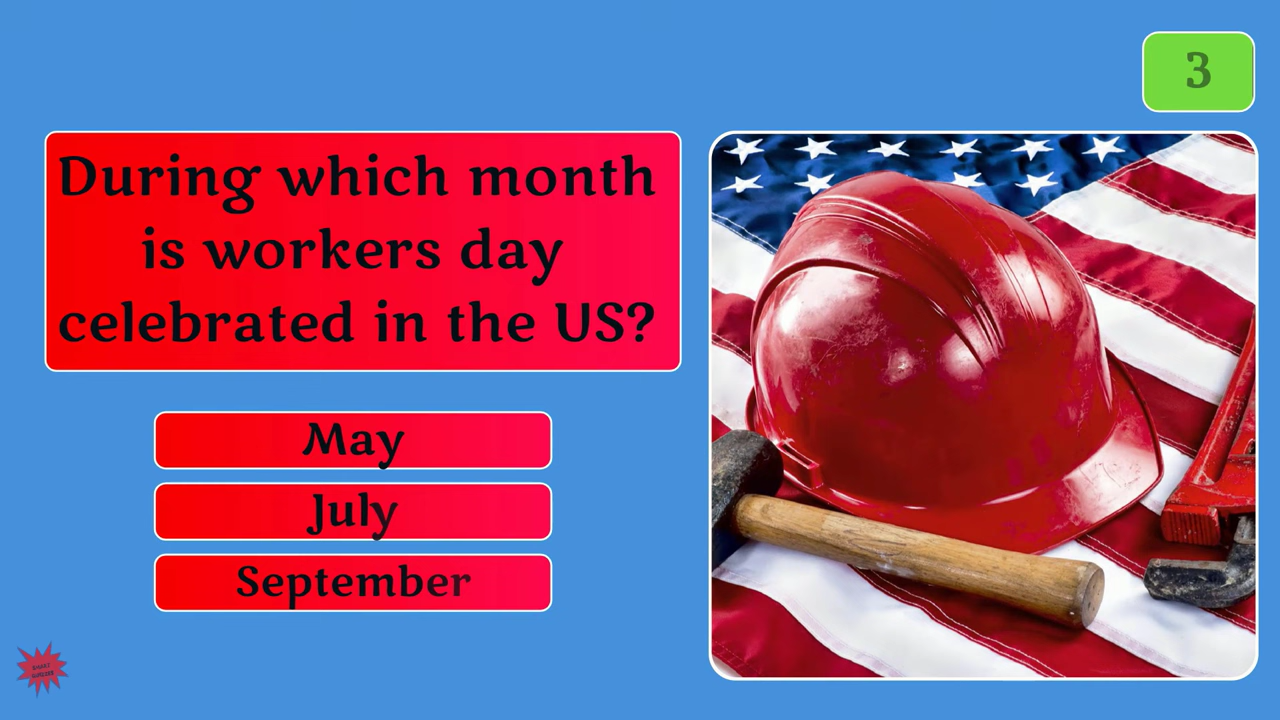 3
During which month
is workers day
celebrated in the US?
May
July
September